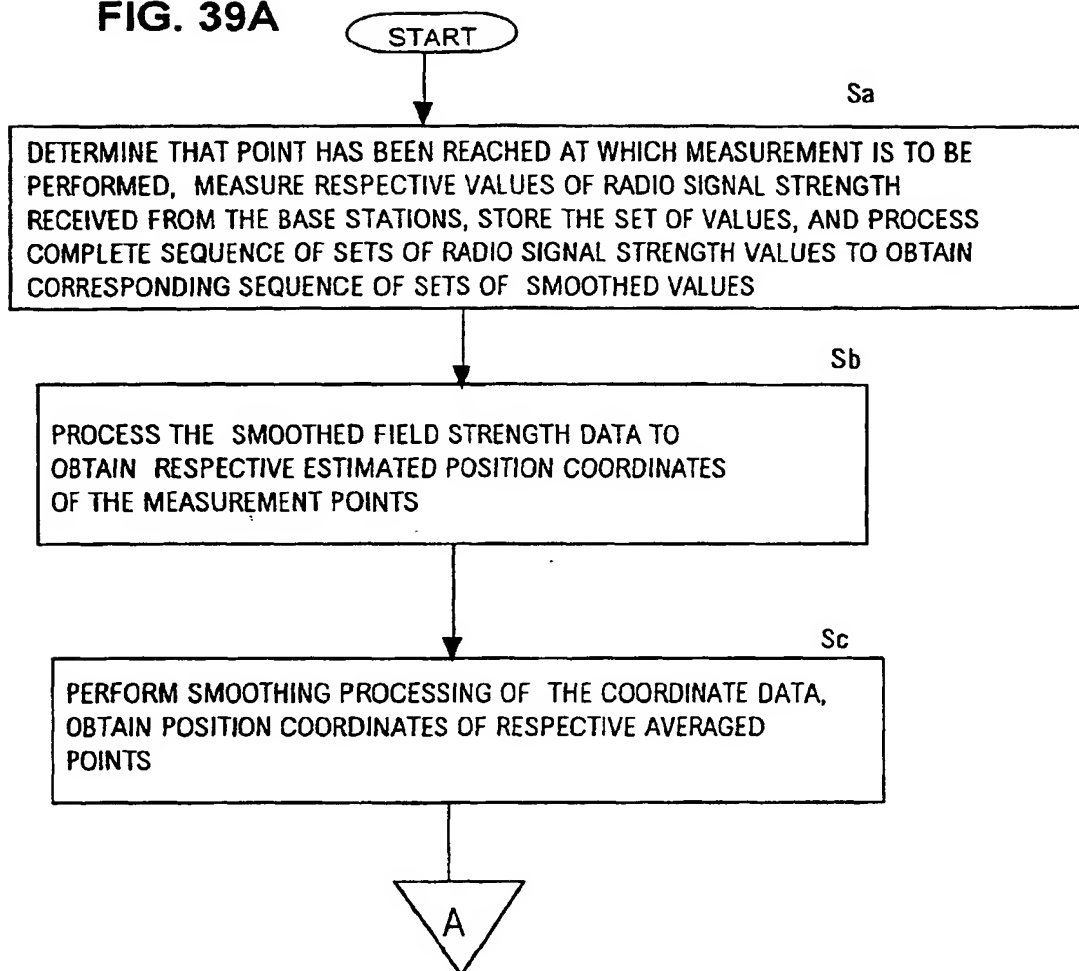 FIG. 39A
START
Sa
DETERMINE THAT POINT HAS BEEN REACHED AT WHICH MEASUREMENT IS TO BE
PERFORMED, MEASURE RESPECTIVE VALUES OF RADIO SIGNAL STRENGTH
RECEIVED FROM THE BASE STATIONS, STORE THE SET OF VALUES, AND PROCESS
COMPLETE SEQUENCE OF SETS OF RADIO SIGNAL STRENGTH VALUES TO OBTAIN
CORRESPONDING SEQUENCE OF SETS OF SMOOTHED VALUES
Sb
PROCESS THE SMOOTHED FIELD STRENGTH DATA TO
OBTAIN RESPECTIVE ESTIMATED POSITION COORDINATES
OF THE MEASUREMENT POINTS
Sc
PERFORM SMOOTHING PROCESSING OF THE COORDINATE DATA,
OBTAIN POSITION COORDINATES OF RESPECTIVE AVERAGED
POINTS
A